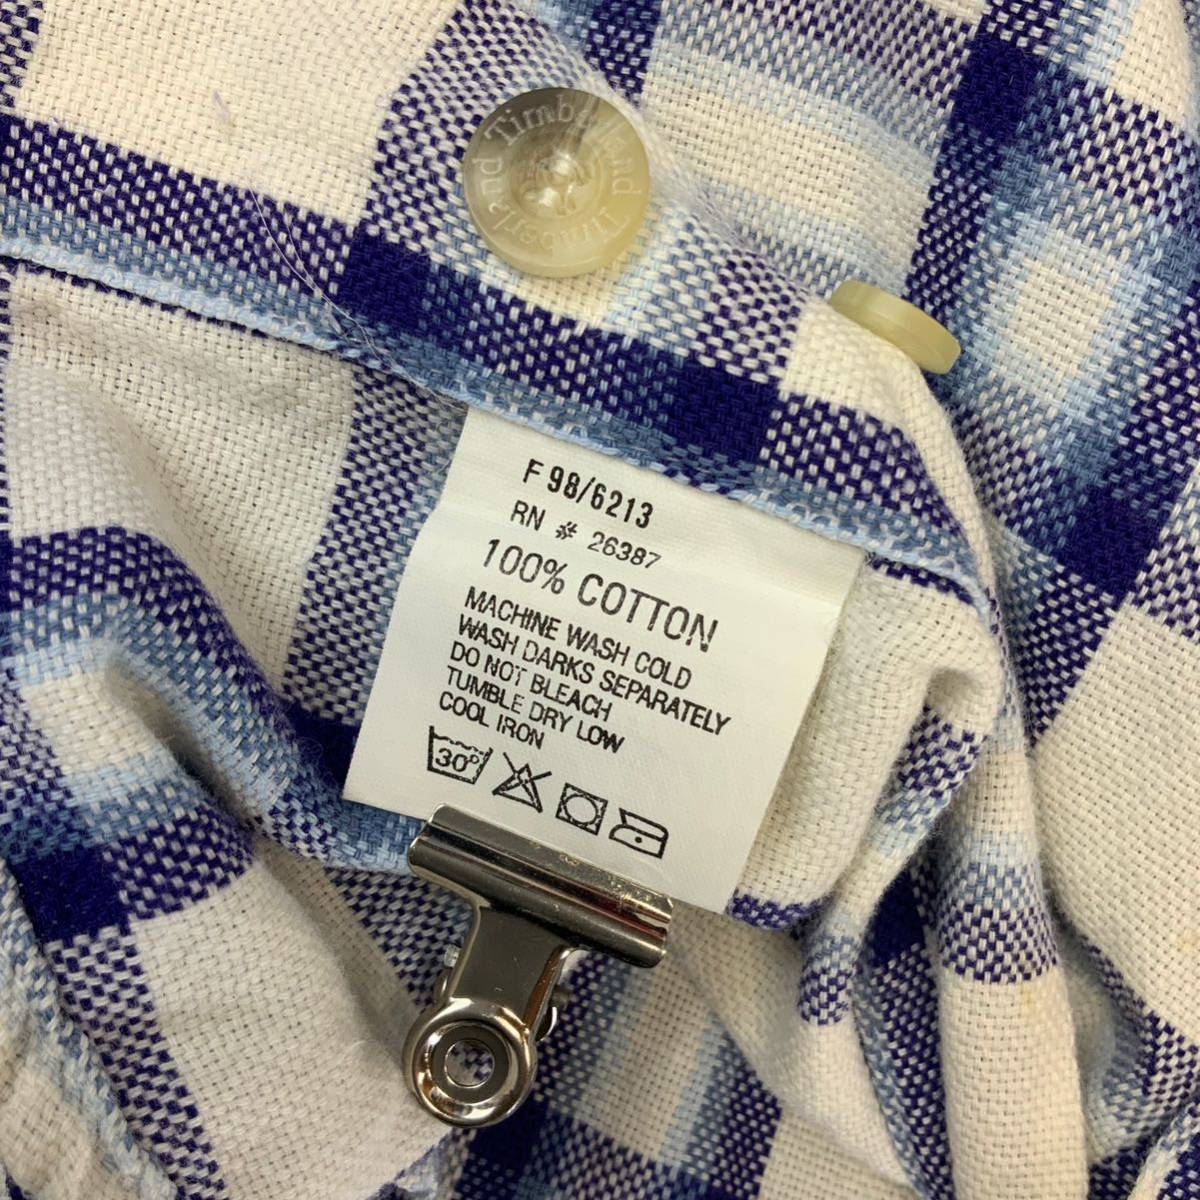 Timberland Timberland
F 98/6213
RN # 26387
100% COTTON
MACHINE WASH COLD
WASH DARKS SEPARATELY
DO NOT BLEACH
TUMBLE DRY LOW
COOL IRON
30°